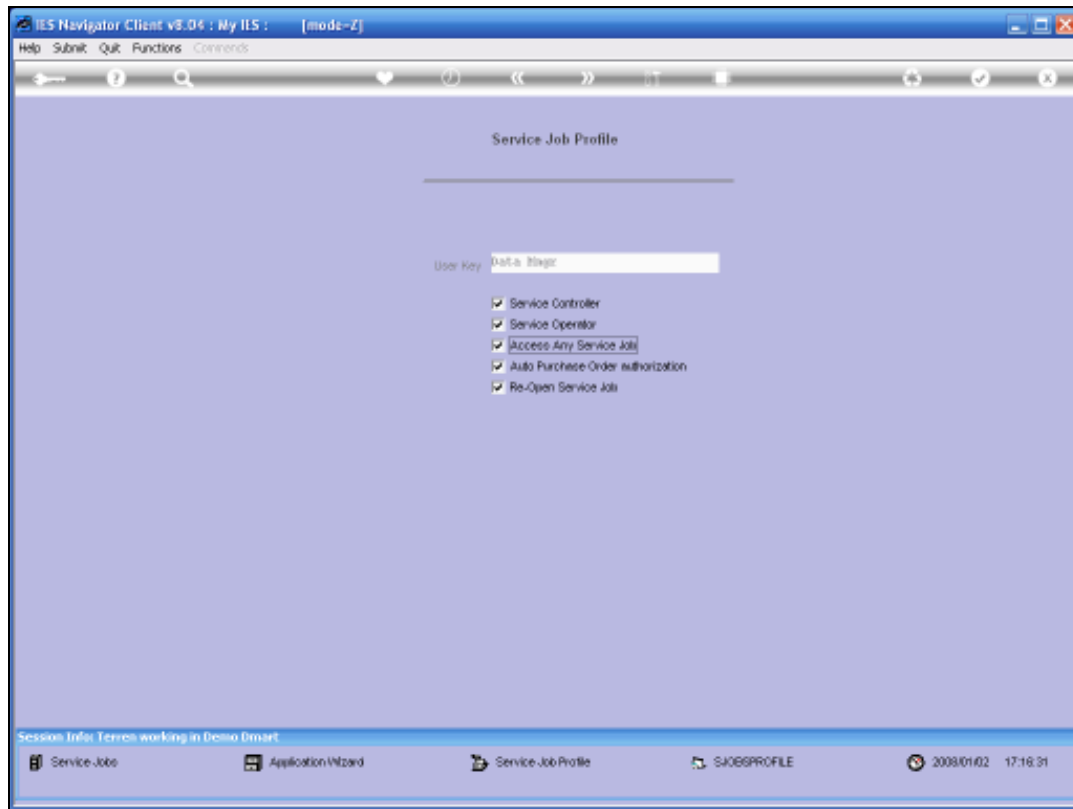 IES Navigator Client v8.04 : My IES : [mode=Z]
Help Submit Quit Functions Commands
Service Job Profile
User Key Data Mngr
Service Controller
Service Operator
Access Any Service Job
Auto Purchase Order authorization
Re-Open Service Job
Session Info: Terren working in Demo Dmart
Service Jobs Application Wizard Service Job Profile SJOBSPROFILE 2008/01/02 17:16:31